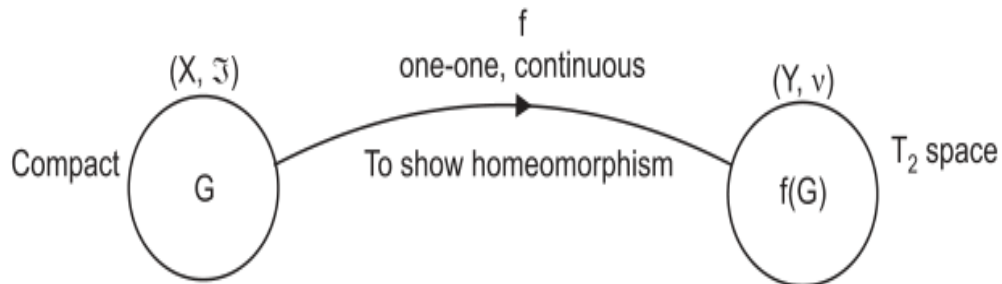 f
one-one, continuous
(X, ℑ)
(Y, ν)
Compact
To show homeomorphism
T₂ space
G
f(G)